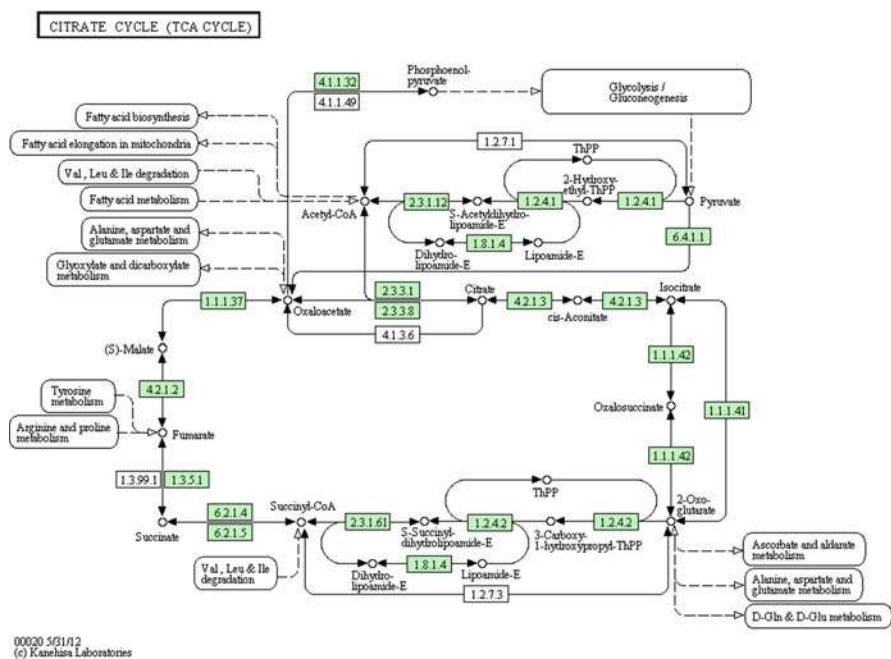 CITRATE CYCLE (TCA CYCLE)
Phosphoenol-
pyruvate
4.1.1.32
4.1.1.49
Glycolysis /
Gluconeogenesis
Fatty acid biosynthesis
Fatty acid elongation in mitochondria
Val, Leu & Ile degradation
Fatty acid metabolism
Alanine, aspartate and
glutamate metabolism
Glyoxylate and dicarboxylate
metabolism
1.2.7.1
ThPP
2-Hydroxy-
ethyl-ThPP
Acetyl-CoA
2.3.1.12
S-Acetyldihydro-
lipoamide-E
1.2.4.1
1.2.4.1
Pyruvate
Dihydro-
lipoamide-E
1.8.1.4
Lipoamide-E
6.4.1.1
1.1.1.37
Oxaloacetate
2.3.3.1
2.3.3.8
4.1.3.6
Citrate
4.2.1.3
cis-Aconitate
4.2.1.3
Isocitrate
(S)-Malate
1.1.1.42
4.2.1.2
Oxalosuccinate
1.1.1.41
Tyrosine
metabolism
Arginine and proline
metabolism
Fumarate
1.1.1.42
1.3.99.1
1.3.5.1
ThPP
2-Oxo-
glutarate
Succinate
6.2.1.4
6.2.1.5
Succinyl-CoA
2.3.1.61
S-Succinyl-
dihydrolipoamide-E
1.2.4.2
3-Carboxy-
1-hydroxypropyl-ThPP
1.2.4.2
Val, Leu & Ile
degradation
Dihydro-
lipoamide-E
1.8.1.4
Lipoamide-E
1.2.7.3
Ascorbate and aldarate
metabolism
Alanine, aspartate and
glutamate metabolism
D-Gln & D-Glu metabolism
00020 5/31/12
(c) Kanehisa Laboratories